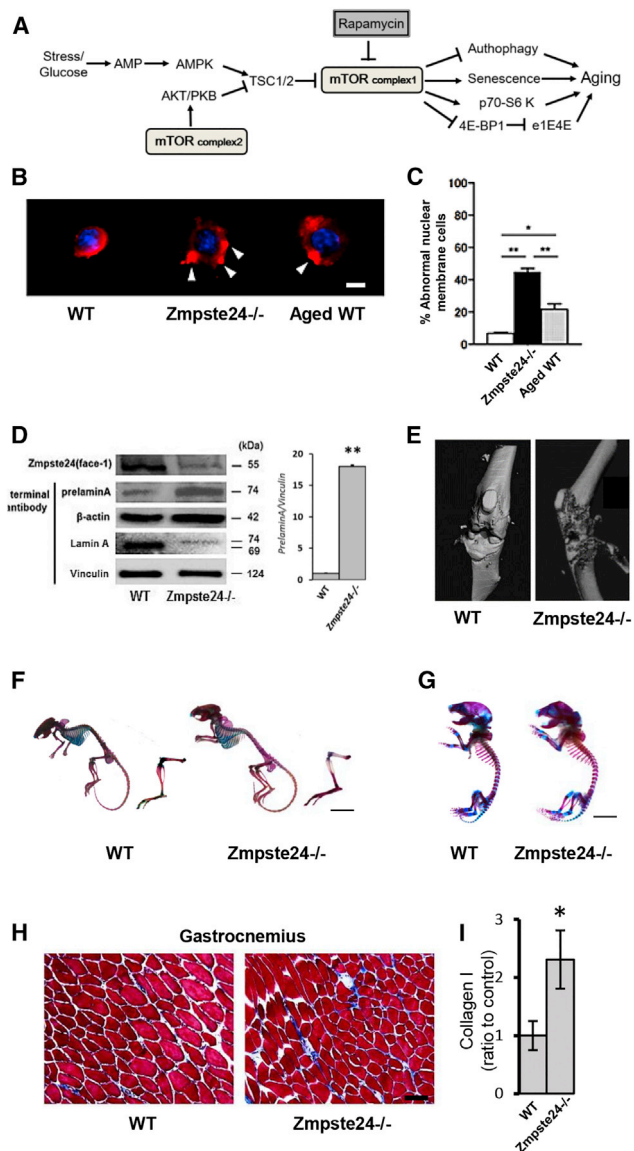 A
Rapamycin
Stress/
Glucose
AMP
AMPK
AKT/PKB
TSC1/2
mTOR complex1
mTOR complex2
Authophagy
Senescence
p70-S6 K
4E-BP1
e1E4E
Aging
B
WT
Zmpste24-/-
Aged WT
C
% Abnormal nuclear
membrane cells
100
80
60
40
20
0
*
**
**
WT
Zmpste24-/-
Aged WT
D
(kDa)
Zmpste24(face-1)
55
terminal
antibody
prelaminA
74
β-actin
42
Lamin A
74
69
Vinculin
124
WT
Zmpste24-/-
PrelaminA/Vinculin
20
15
10
5
0
**
WT
Zmpste24-/-
E
WT
Zmpste24-/-
F
WT
Zmpste24-/-
G
WT
Zmpste24-/-
H
Gastrocnemius
WT
Zmpste24-/-
I
Collagen I
(ratio to control)
3
2
1
0
*
WT
Zmpste24-/-